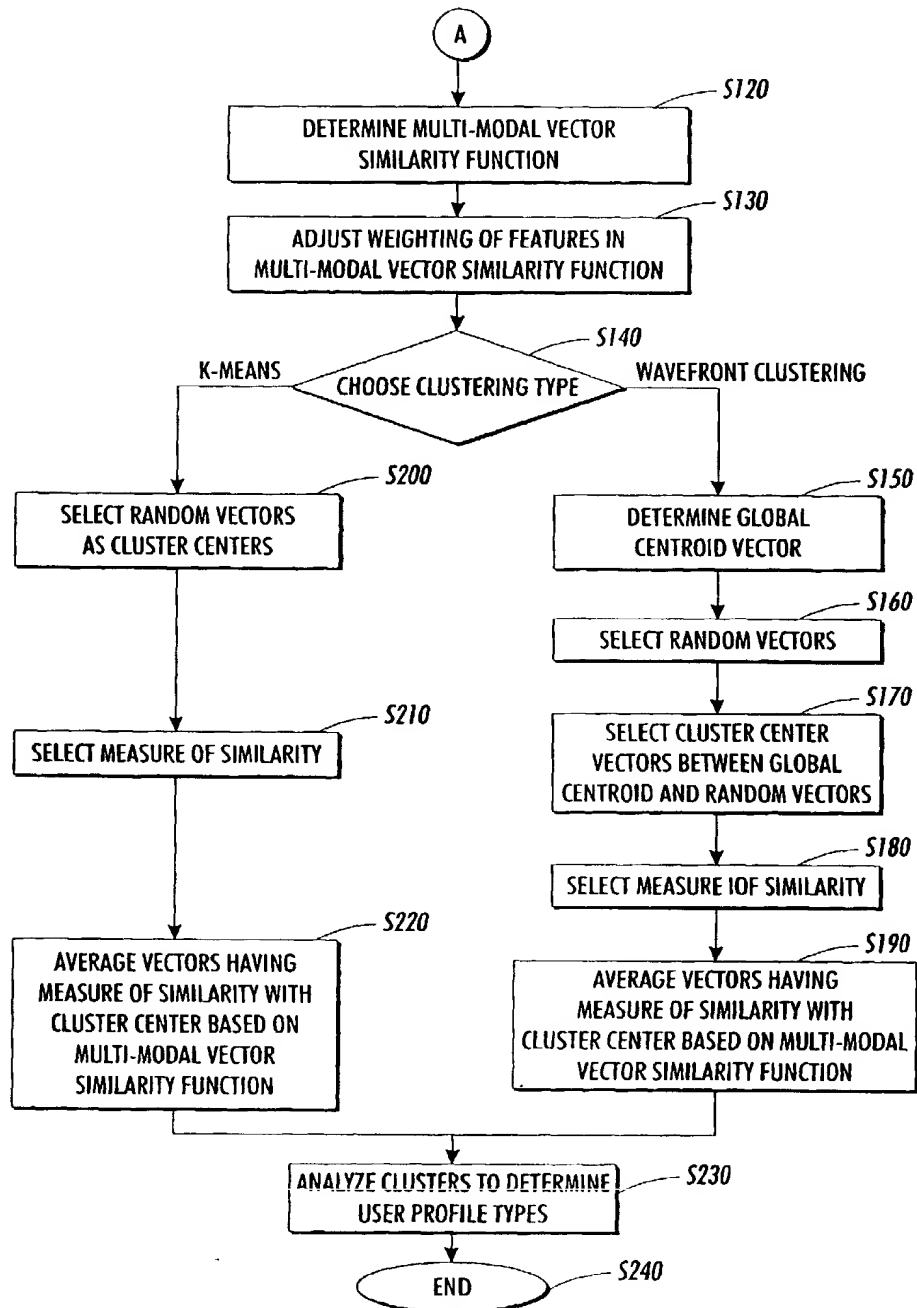 A
S120
DETERMINE MULTI-MODAL VECTOR
SIMILARITY FUNCTION
S130
ADJUST WEIGHTING OF FEATURES IN
MULTI-MODAL VECTOR SIMILARITY FUNCTION
S140
K-MEANS
CHOOSE CLUSTERING TYPE
WAVEFRONT CLUSTERING
S200
SELECT RANDOM VECTORS
AS CLUSTER CENTERS
S210
SELECT MEASURE OF SIMILARITY
S220
AVERAGE VECTORS HAVING
MEASURE OF SIMILARITY WITH
CLUSTER CENTER BASED ON
MULTI-MODAL VECTOR
SIMILARITY FUNCTION
S150
DETERMINE GLOBAL
CENTROID VECTOR
S160
SELECT RANDOM VECTORS
S170
SELECT CLUSTER CENTER
VECTORS BETWEEN GLOBAL
CENTROID AND RANDOM VECTORS
S180
SELECT MEASURE IOF SIMILARITY
S190
AVERAGE VECTORS HAVING
MEASURE OF SIMILARITY WITH
CLUSTER CENTER BASED ON MULTI-MODAL
VECTOR SIMILARITY FUNCTION
S230
ANALYZE CLUSTERS TO DETERMINE
USER PROFILE TYPES
END
S240